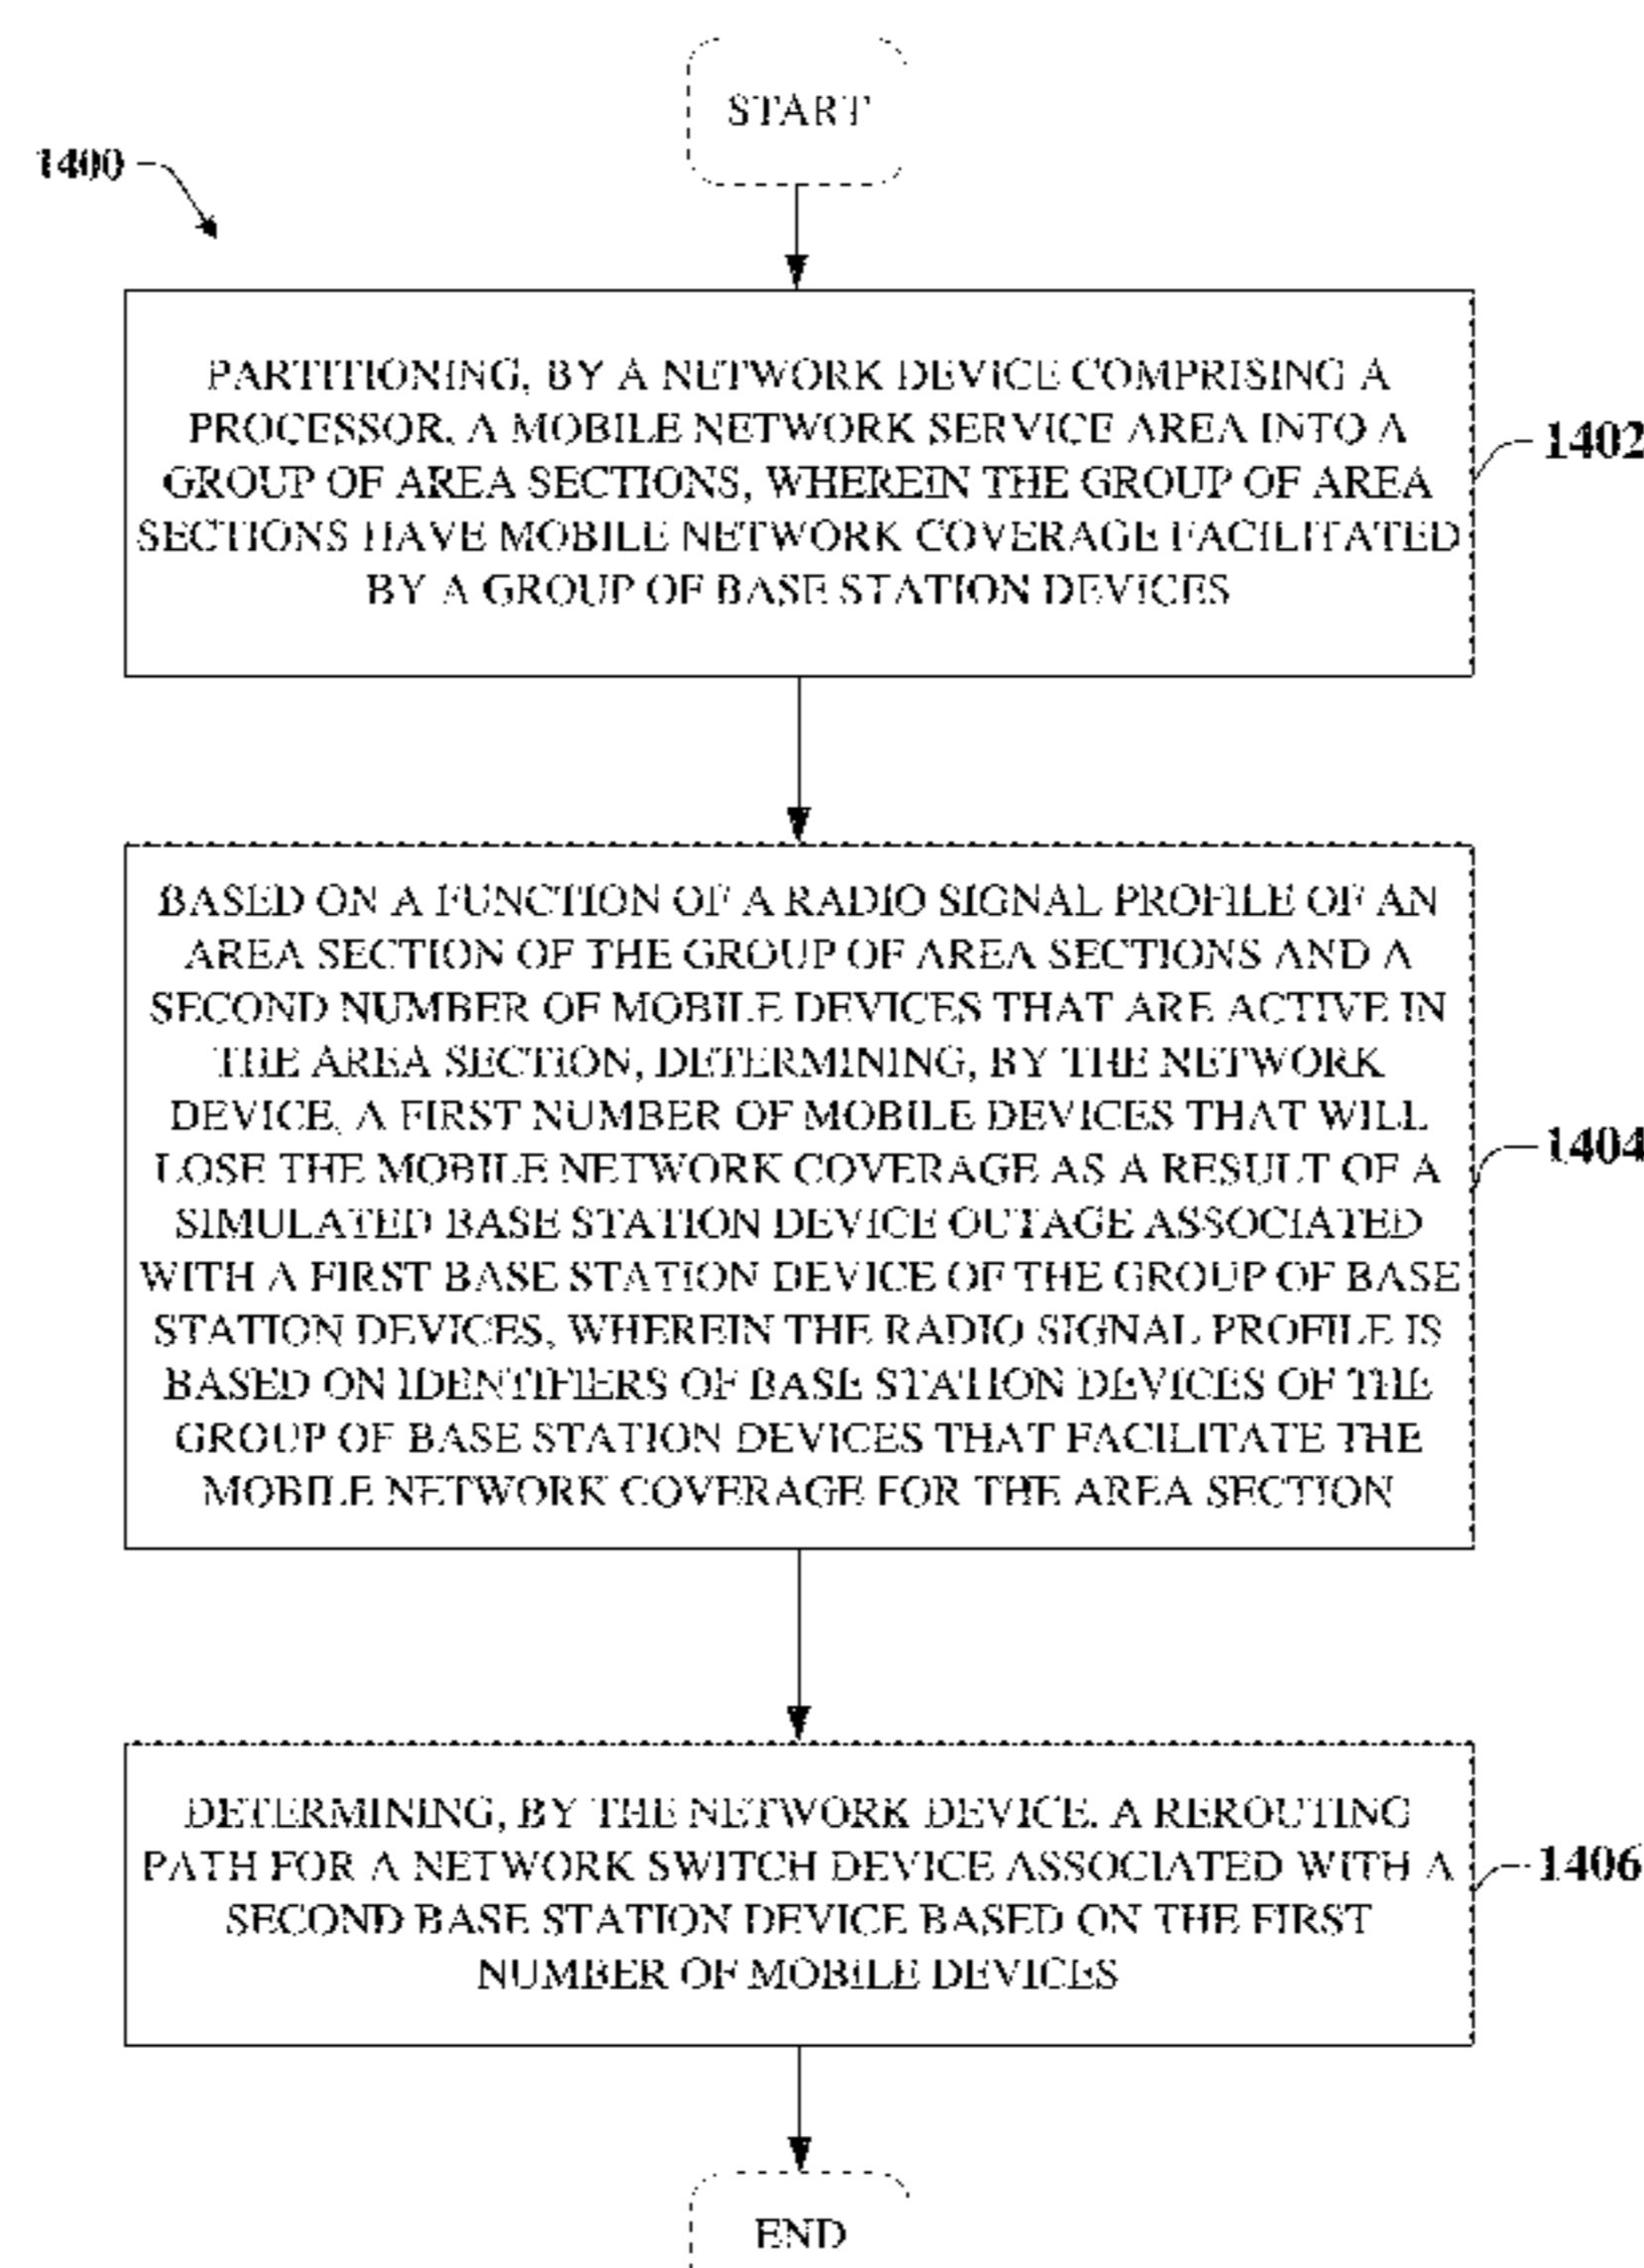 START
1400
PARTITIONING, BY A NETWORK DEVICE COMPRISING A
PROCESSOR, A MOBILE NETWORK SERVICE AREA INTO A
GROUP OF AREA SECTIONS, WHEREIN THE GROUP OF AREA
SECTIONS HAVE MOBILE NETWORK COVERAGE FACILITATED
BY A GROUP OF BASE STATION DEVICES
1402
BASED ON A FUNCTION OF A RADIO SIGNAL PROFILE OF AN
AREA SECTION OF THE GROUP OF AREA SECTIONS AND A
SECOND NUMBER OF MOBILE DEVICES THAT ARE ACTIVE IN
THE AREA SECTION, DETERMINING, BY THE NETWORK
DEVICE, A FIRST NUMBER OF MOBILE DEVICES THAT WILL
LOSE THE MOBILE NETWORK COVERAGE AS A RESULT OF A
SIMULATED BASE STATION DEVICE OUTAGE ASSOCIATED
WITH A FIRST BASE STATION DEVICE OF THE GROUP OF BASE
STATION DEVICES, WHEREIN THE RADIO SIGNAL PROFILE IS
BASED ON IDENTIFIERS OF BASE STATION DEVICES OF THE
GROUP OF BASE STATION DEVICES THAT FACILITATE THE
MOBILE NETWORK COVERAGE FOR THE AREA SECTION
1404
DETERMINING, BY THE NETWORK DEVICE, A REROUTING
PATH FOR A NETWORK SWITCH DEVICE ASSOCIATED WITH A
SECOND BASE STATION DEVICE BASED ON THE FIRST
NUMBER OF MOBILE DEVICES
1406
END